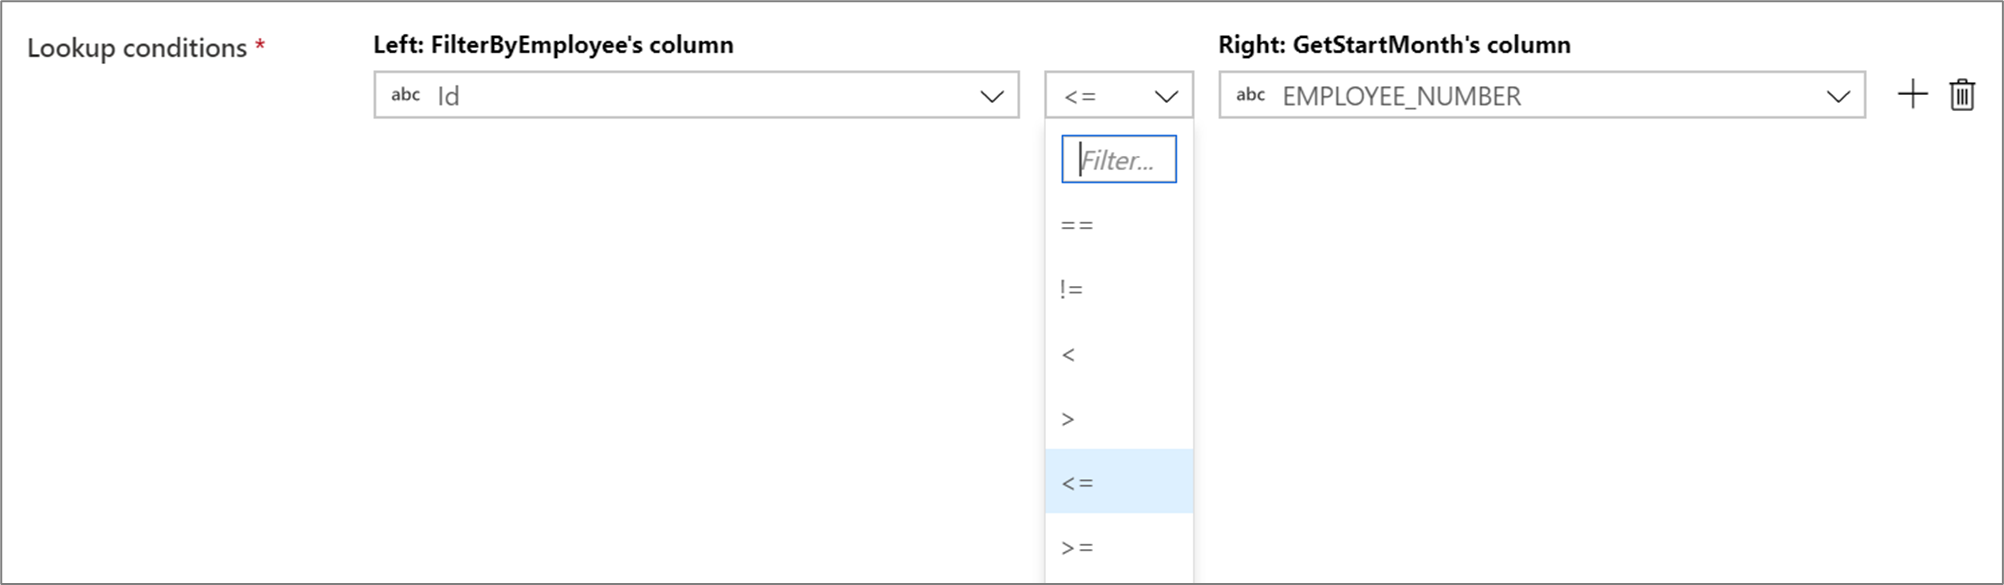 Lookup conditions *
Left: FilterByEmployee's column
Right: GetStartMonth's column
abc Id
<=
abc EMPLOYEE_NUMBER
Filter...
==
!=
<
>
<=
>=